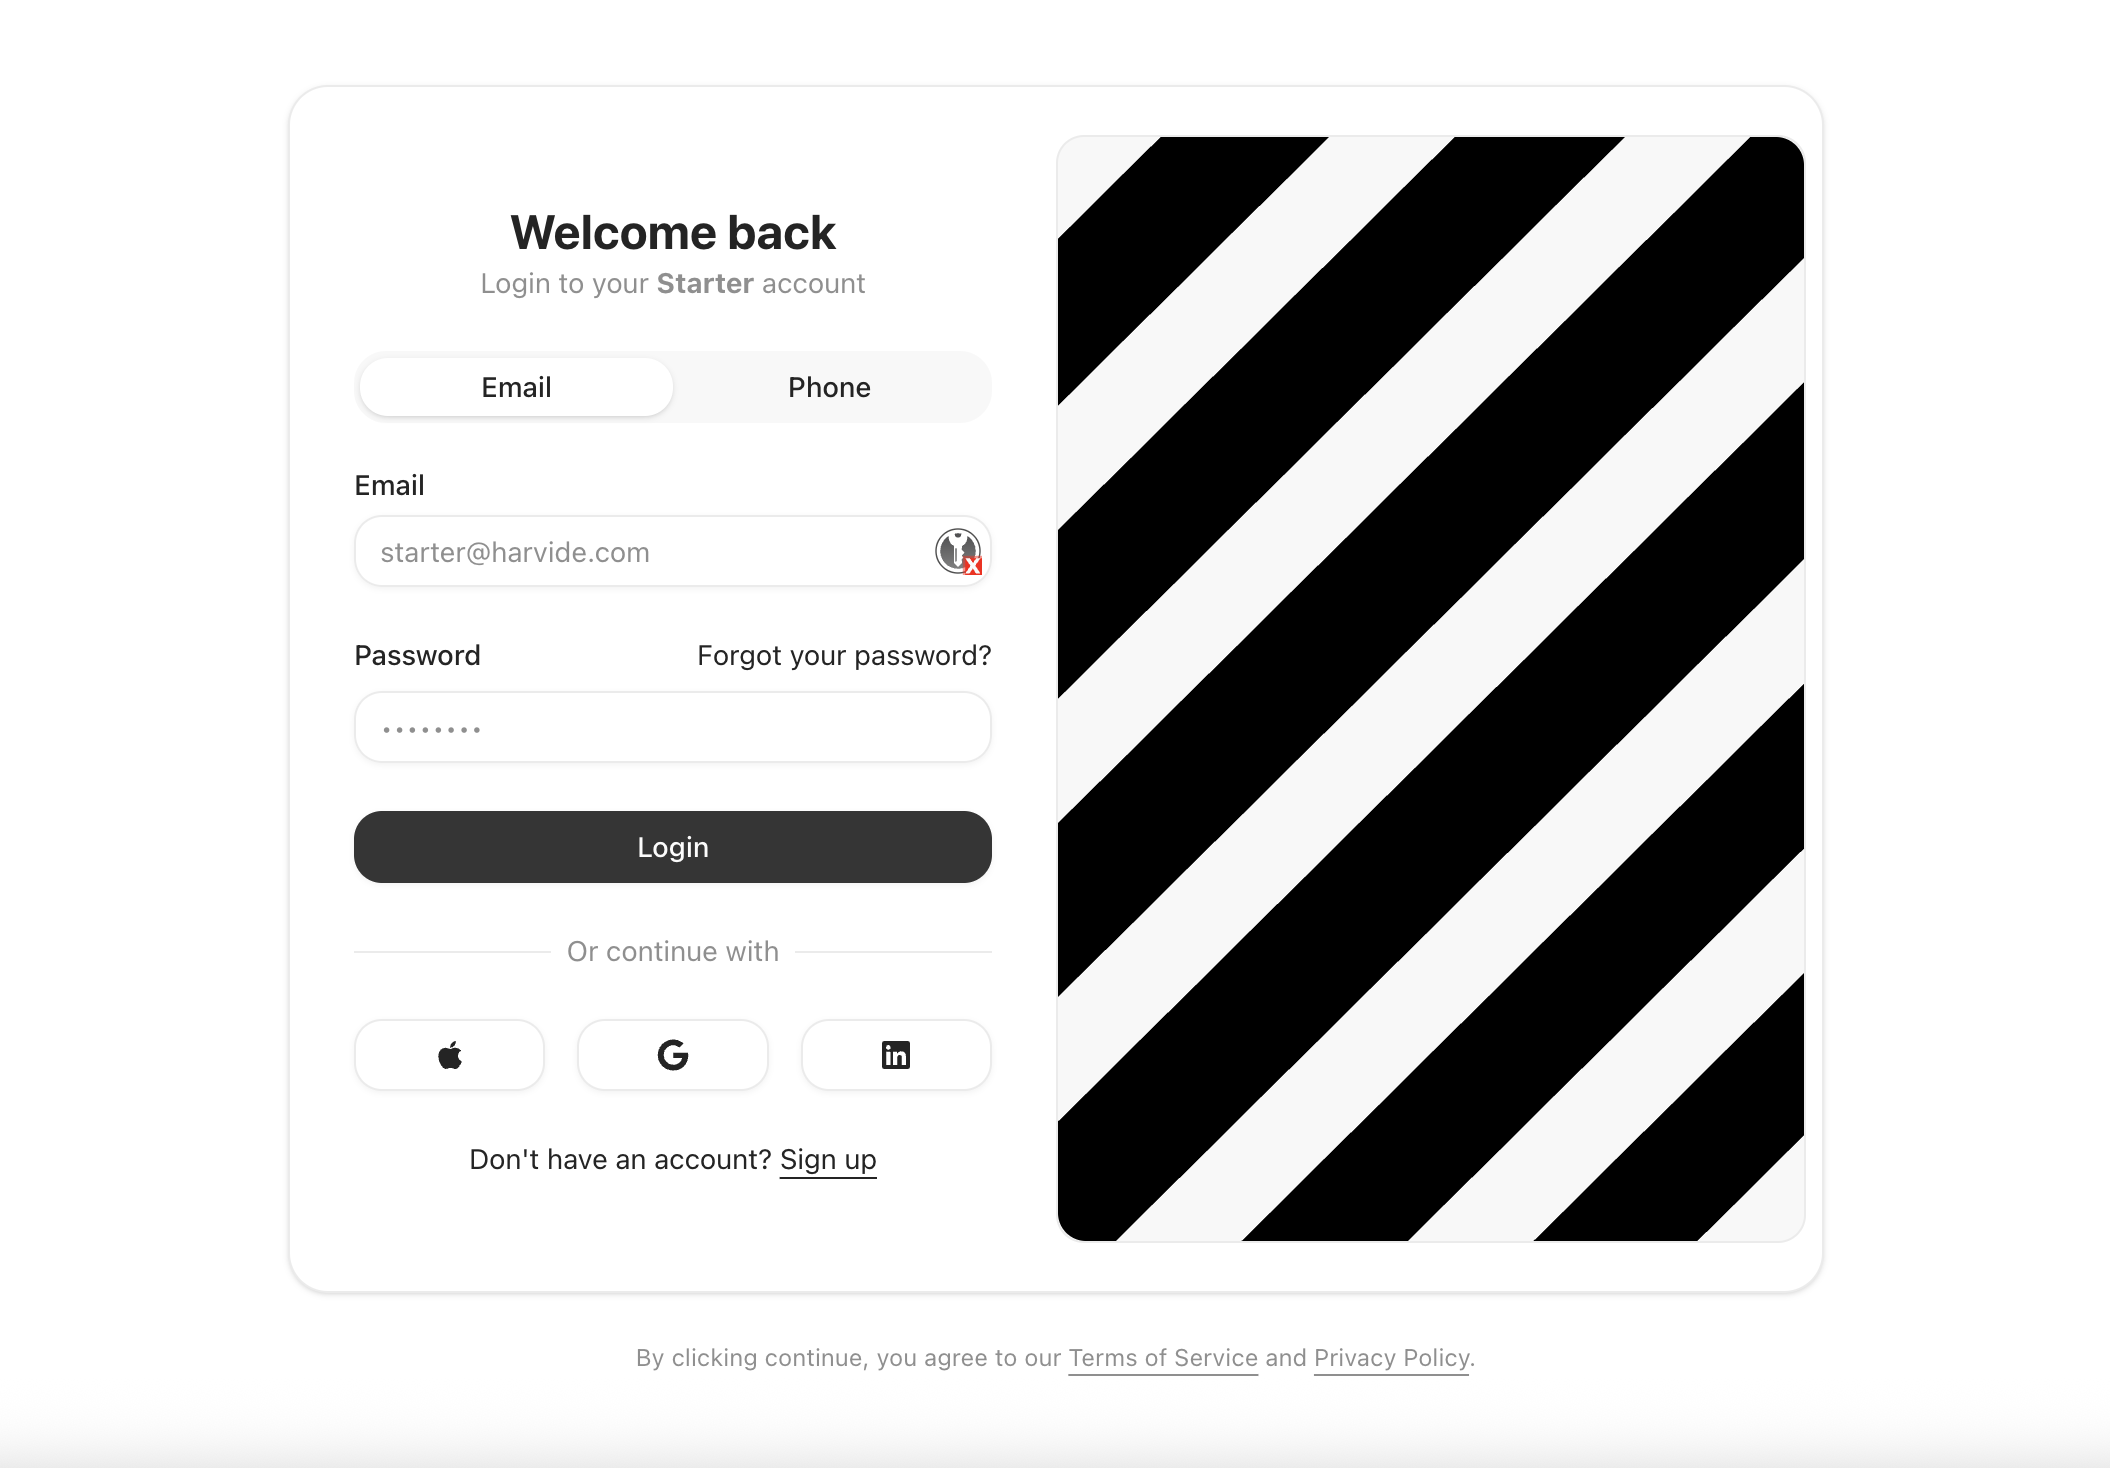 Welcome back
Login to your Starter account
Email Phone
Email
starter@harvide.com
Password Forgot your password?
••••••••
Login
Or continue with
Don't have an account? Sign up
By clicking continue, you agree to our Terms of Service and Privacy Policy.